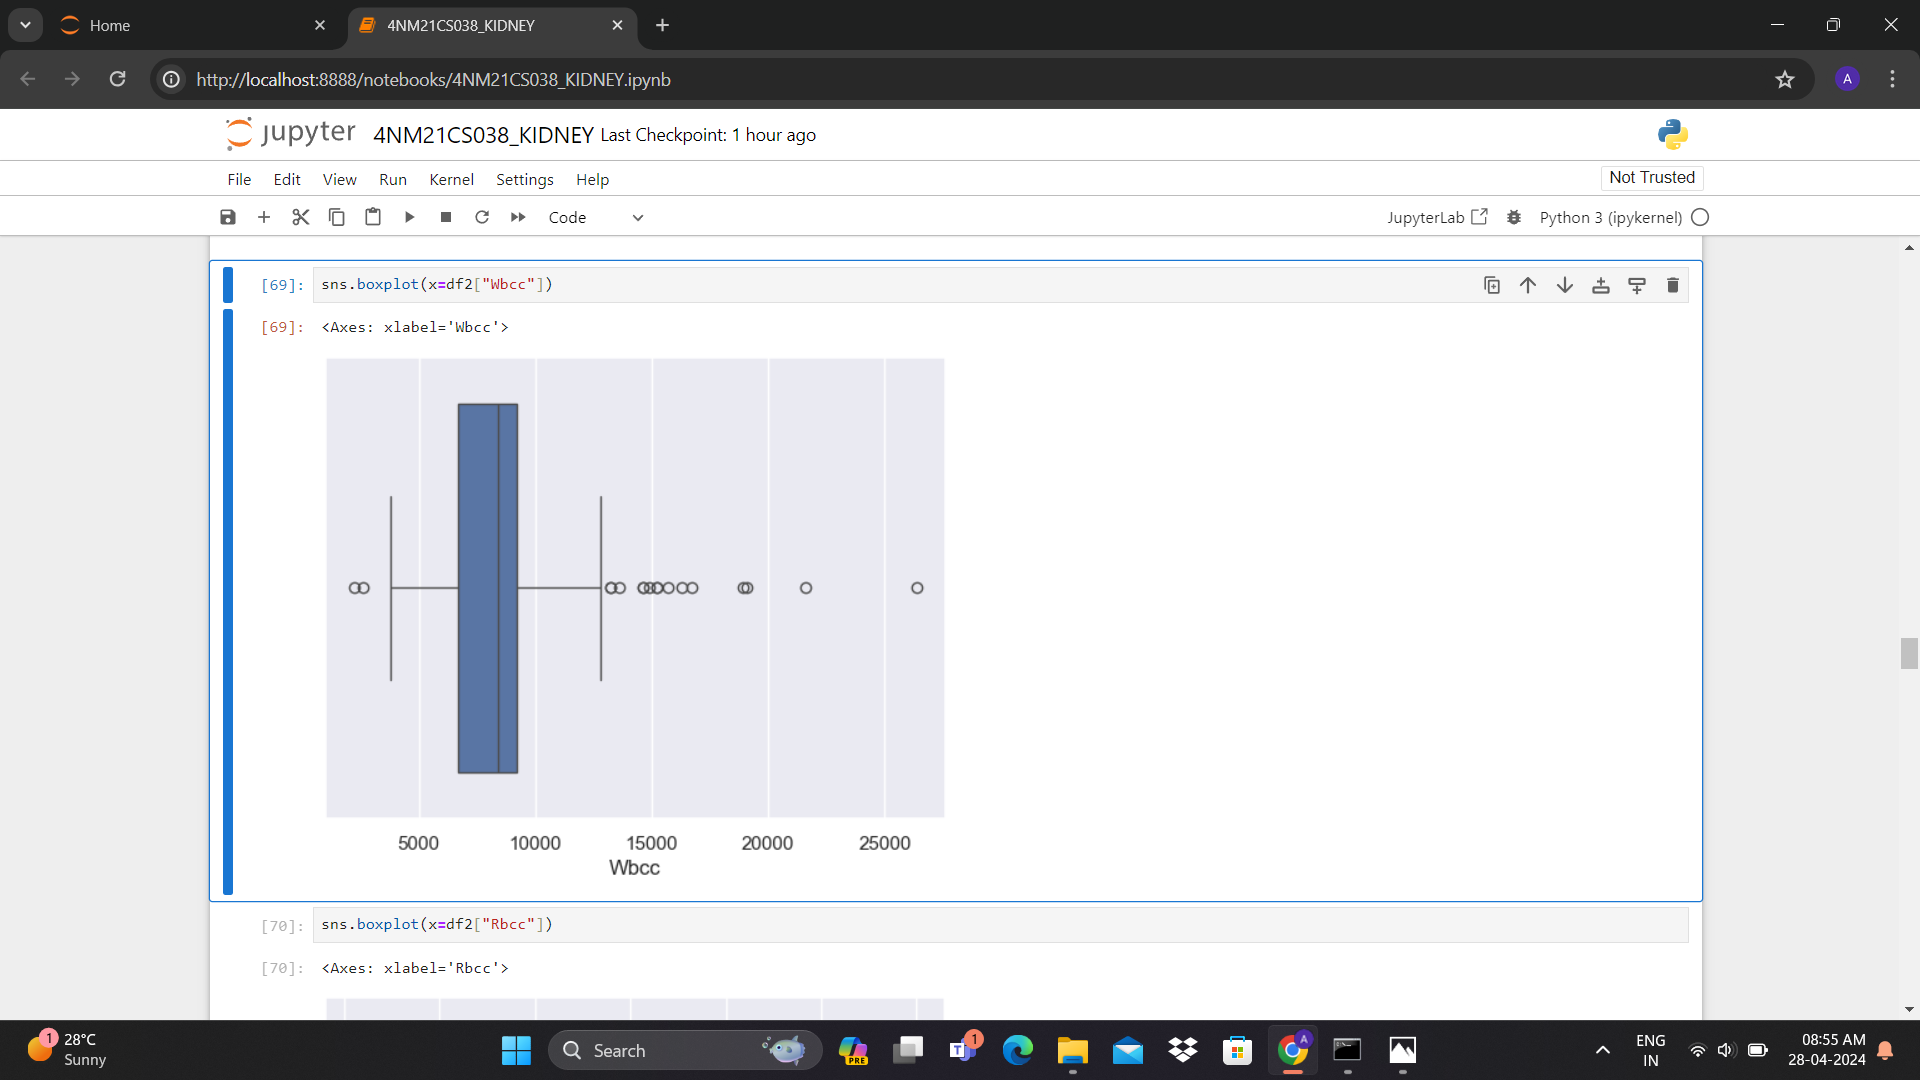 Home
4NM21CS038_KIDNEY
http://localhost:8888/notebooks/4NM21CS038_KIDNEY.ipynb
A
jupyter 4NM21CS038_KIDNEY Last Checkpoint: 1 hour ago
File Edit View Run Kernel Settings Help
Not Trusted
Code
JupyterLab
Python 3 (ipykernel)
[69]: sns.boxplot(x=df2["Wbcc"])
[69]: <Axes: xlabel='Wbcc'>
5000 10000 15000 20000 25000
Wbcc
[70]: sns.boxplot(x=df2["Rbcc"])
[70]: <Axes: xlabel='Rbcc'>
1
28°C
Sunny
Search
PRE
T
1
A
ENG
IN
08:55 AM
28-04-2024